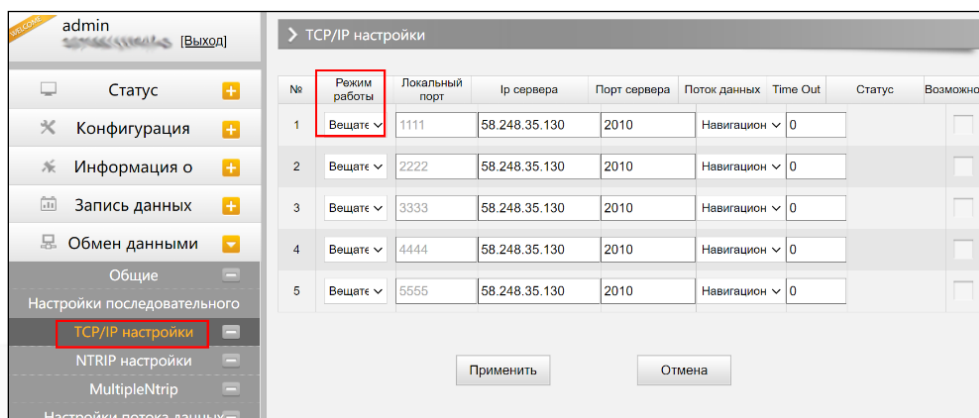 WELCOME
admin
[Выход]
Статус
Конфигурация
Информация о
Запись данных
Обмен данными
Общие
Настройки последовательного
TCP/IP настройки
NTRIP настройки
MultipleNtrip
Настройки потока данных
TCP/IP настройки
№ Режим работы Локальный порт Ip сервера Порт сервера Поток данных Time Out Статус Возможно
1 Вещате 1111 58.248.35.130 2010 Навигацион 0
2 Вещате 2222 58.248.35.130 2010 Навигацион 0
3 Вещате 3333 58.248.35.130 2010 Навигацион 0
4 Вещате 4444 58.248.35.130 2010 Навигацион 0
5 Вещате 5555 58.248.35.130 2010 Навигацион 0
Применить Отмена